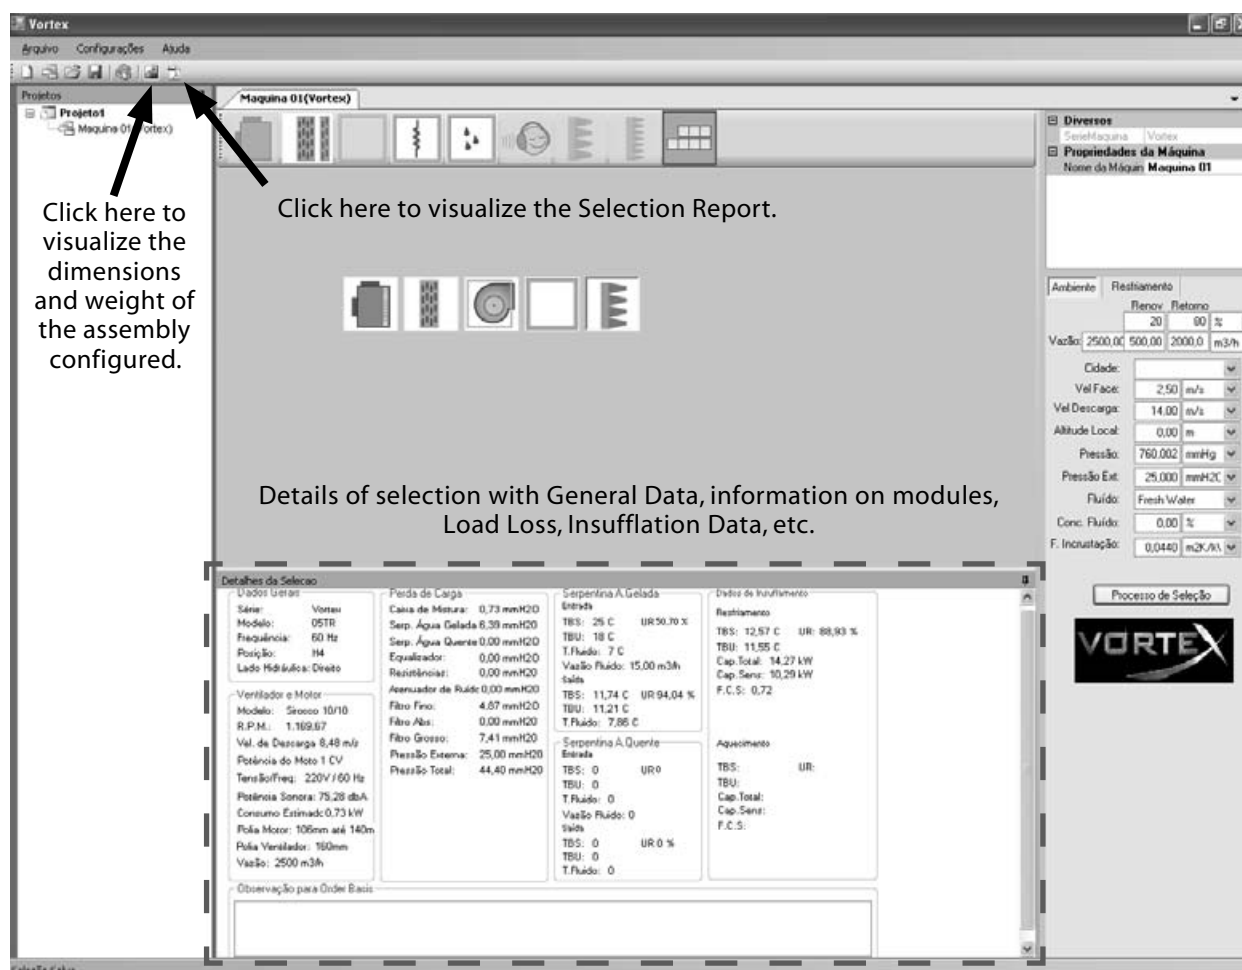 Vortex
Arquivo Configurações Ajuda
Projetos
Projeto1
Maquina 01(Vortex)
Maquina 01(Vortex)
Click here to
visualize the
dimensions
and weight of
the assembly
configured.
Click here to visualize the Selection Report.
Details of selection with General Data, information on modules,
Load Loss, Insufflation Data, etc.
Diversos
SerieMaquina Vortex
Propriedades da Máquina
Nome da Máquin Maquina 01
Ambiente Resfriamento
Renov Retorno
20 80 %
Vazão: 2500,00 500,00 2000,0 m3/h
Cidade:
Vel Face: 2,50 m/s
Vel Descarga: 14,00 m/s
Altitude Local: 0,00 m
Pressão: 760,002 mmHg
Pressão Ext. 25,000 mmH2C
Fluído: Fresh Water
Conc. Fluído: 0,00 %
F. Incrustação: 0,0440 m2K/k\
Processo de Seleção
VORTEX
Detalhes da Selecao
Dados Gerais
Série: Vortex
Modelo: 05TR
Frequência: 60 Hz
Posição: H4
Lado Hidráulica: Direito
Ventilador e Motor
Modelo: Sirocco 10/10
R.P.M.: 1.169,67
Vel. de Descarga 8,48 m/s
Potência do Moto 1 CV
Tensão/Freq: 220V / 60 Hz
Potência Sonora: 75,28 dbA
Consumo Estimadc 0,73 kW
Polia Motor: 106mm até 140m
Polia Ventilador: 160mm
Vazão: 2500 m3/h
Perda de Carga
Caixa de Mistura: 0,73 mmH2O
Serp. Água Gelada 6,39 mmH2O
Serp. Água Quente 0,00 mmH2O
Equalizador: 0,00 mmH2O
Resistências: 0,00 mmH2O
Atenuador de Ruídc 0,00 mmH2O
Filtro Fino: 4,87 mmH2O
Filtro Abs: 0,00 mmH2O
Filtro Grosso: 7,41 mmH2O
Pressão Externa: 25,00 mmH2O
Pressão Total: 44,40 mmH2O
Serpentina A.Gelada
Entrada
TBS: 25 C UR 50,70 %
TBU: 18 C
T.Fluido: 7 C
Vazão Fluido: 15,00 m3/h
Saída
TBS: 11,74 C UR 94,04 %
TBU: 11,21 C
T.Fluido: 7,86 C
Serpentina A.Quente
Entrada
TBS: 0 UR 0
TBU: 0
T.Fluido: 0
Vazão Fluido: 0
Saída
TBS: 0 UR 0 %
TBU: 0
T.Fluido: 0
Dados de Insuflamento
Resfriamento
TBS: 12,57 C UR: 88,93 %
TBU: 11,55 C
Cap.Total: 14,27 kW
Cap.Sens: 10,29 kW
F.C.S: 0,72
Aquecimento
TBS: UR:
TBU:
Cap.Total:
Cap.Sens:
F.C.S:
Observação para Order Basis